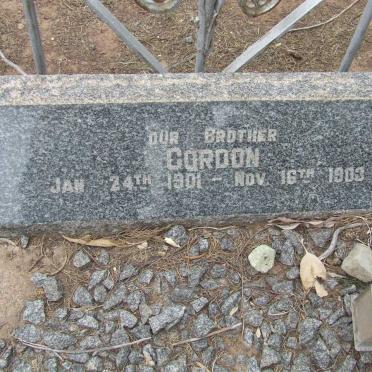 OUR BROTHER
GORDON
JAN 24TH 1901 - NOV. 16TH 1903